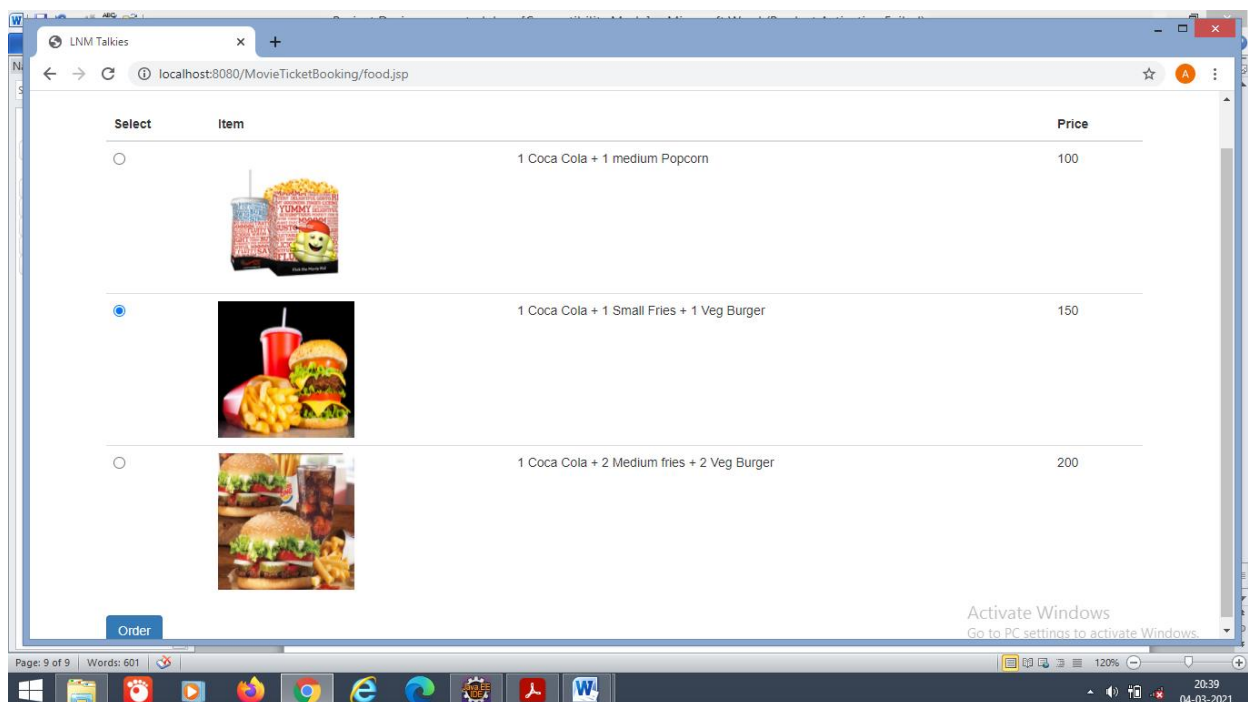 LNM Talkies
localhost:8080/MovieTicketBooking/food.jsp
A
Select Item Price
1 Coca Cola + 1 medium Popcorn 100
YUMMY
1 Coca Cola + 1 Small Fries + 1 Veg Burger 150
1 Coca Cola + 2 Medium fries + 2 Veg Burger 200
Order
Activate Windows
Go to PC settings to activate Windows.
Page: 9 of 9 Words: 601 120%
20:39
04-03-2021